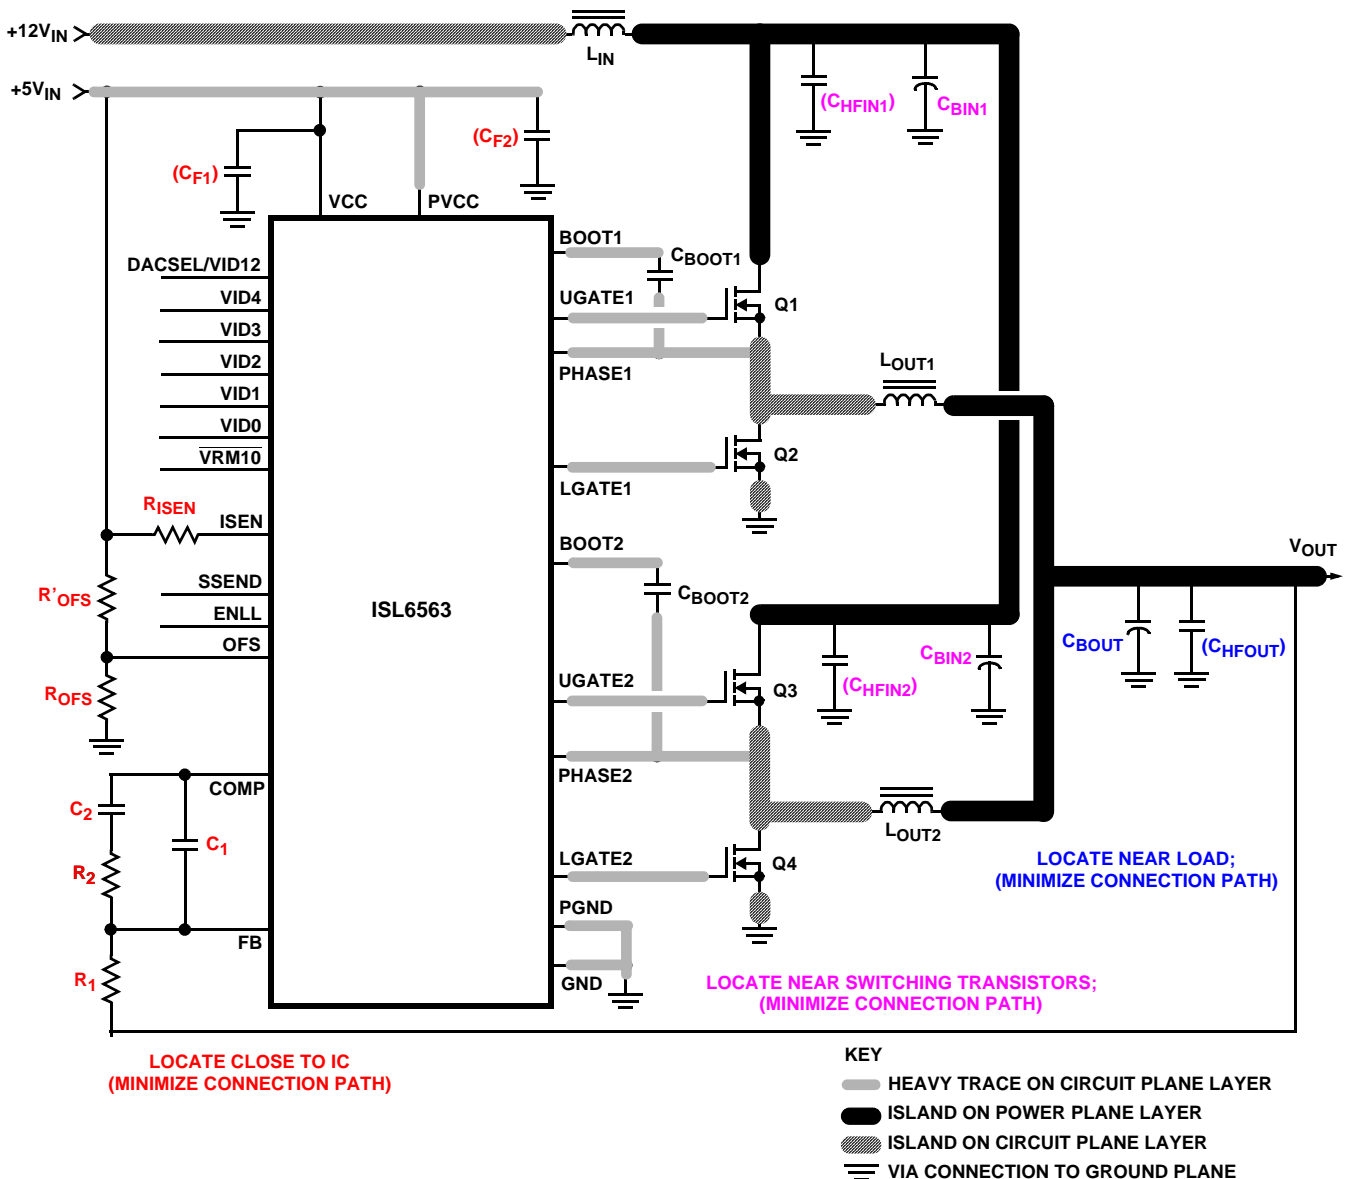 +12VIN
LIN
+5VIN
(CHFIN1)
CBIN1
(CF2)
(CF1)
VCC
PVCC
BOOT1
CBOOT1
DACSEL/VID12
VID4
UGATE1
Q1
VID3
PHASE1
VID2
LOUT1
VID1
VID0
VRM10
Q2
LGATE1
RISEN
ISEN
BOOT2
VOUT
SSEND
R'OFS
ISL6563
CBOOT2
ENLL
OFS
CBOUT
(CHFOUT)
CBIN2
(CHFIN2)
ROFS
UGATE2
Q3
PHASE2
COMP
C2
C1
LOUT2
R2
LGATE2
Q4
LOCATE NEAR LOAD;
(MINIMIZE CONNECTION PATH)
PGND
FB
R1
GND
LOCATE NEAR SWITCHING TRANSISTORS;
(MINIMIZE CONNECTION PATH)
LOCATE CLOSE TO IC
(MINIMIZE CONNECTION PATH)
KEY
HEAVY TRACE ON CIRCUIT PLANE LAYER
ISLAND ON POWER PLANE LAYER
ISLAND ON CIRCUIT PLANE LAYER
VIA CONNECTION TO GROUND PLANE